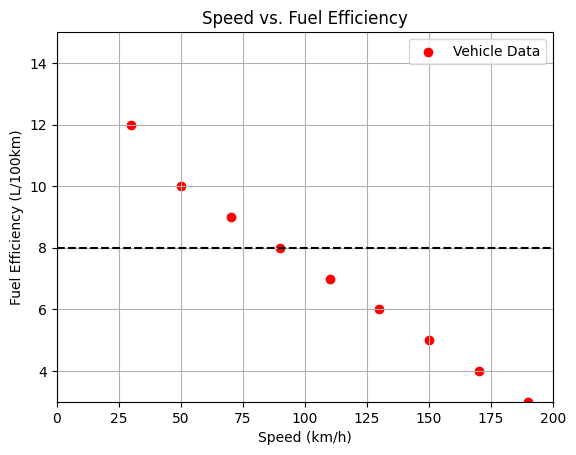 Speed vs. Fuel Efficiency
Vehicle Data
14
12
10
8
6
4
Fuel Efficiency (L/100km)
0 25 50 75 100 125 150 175 200
Speed (km/h)